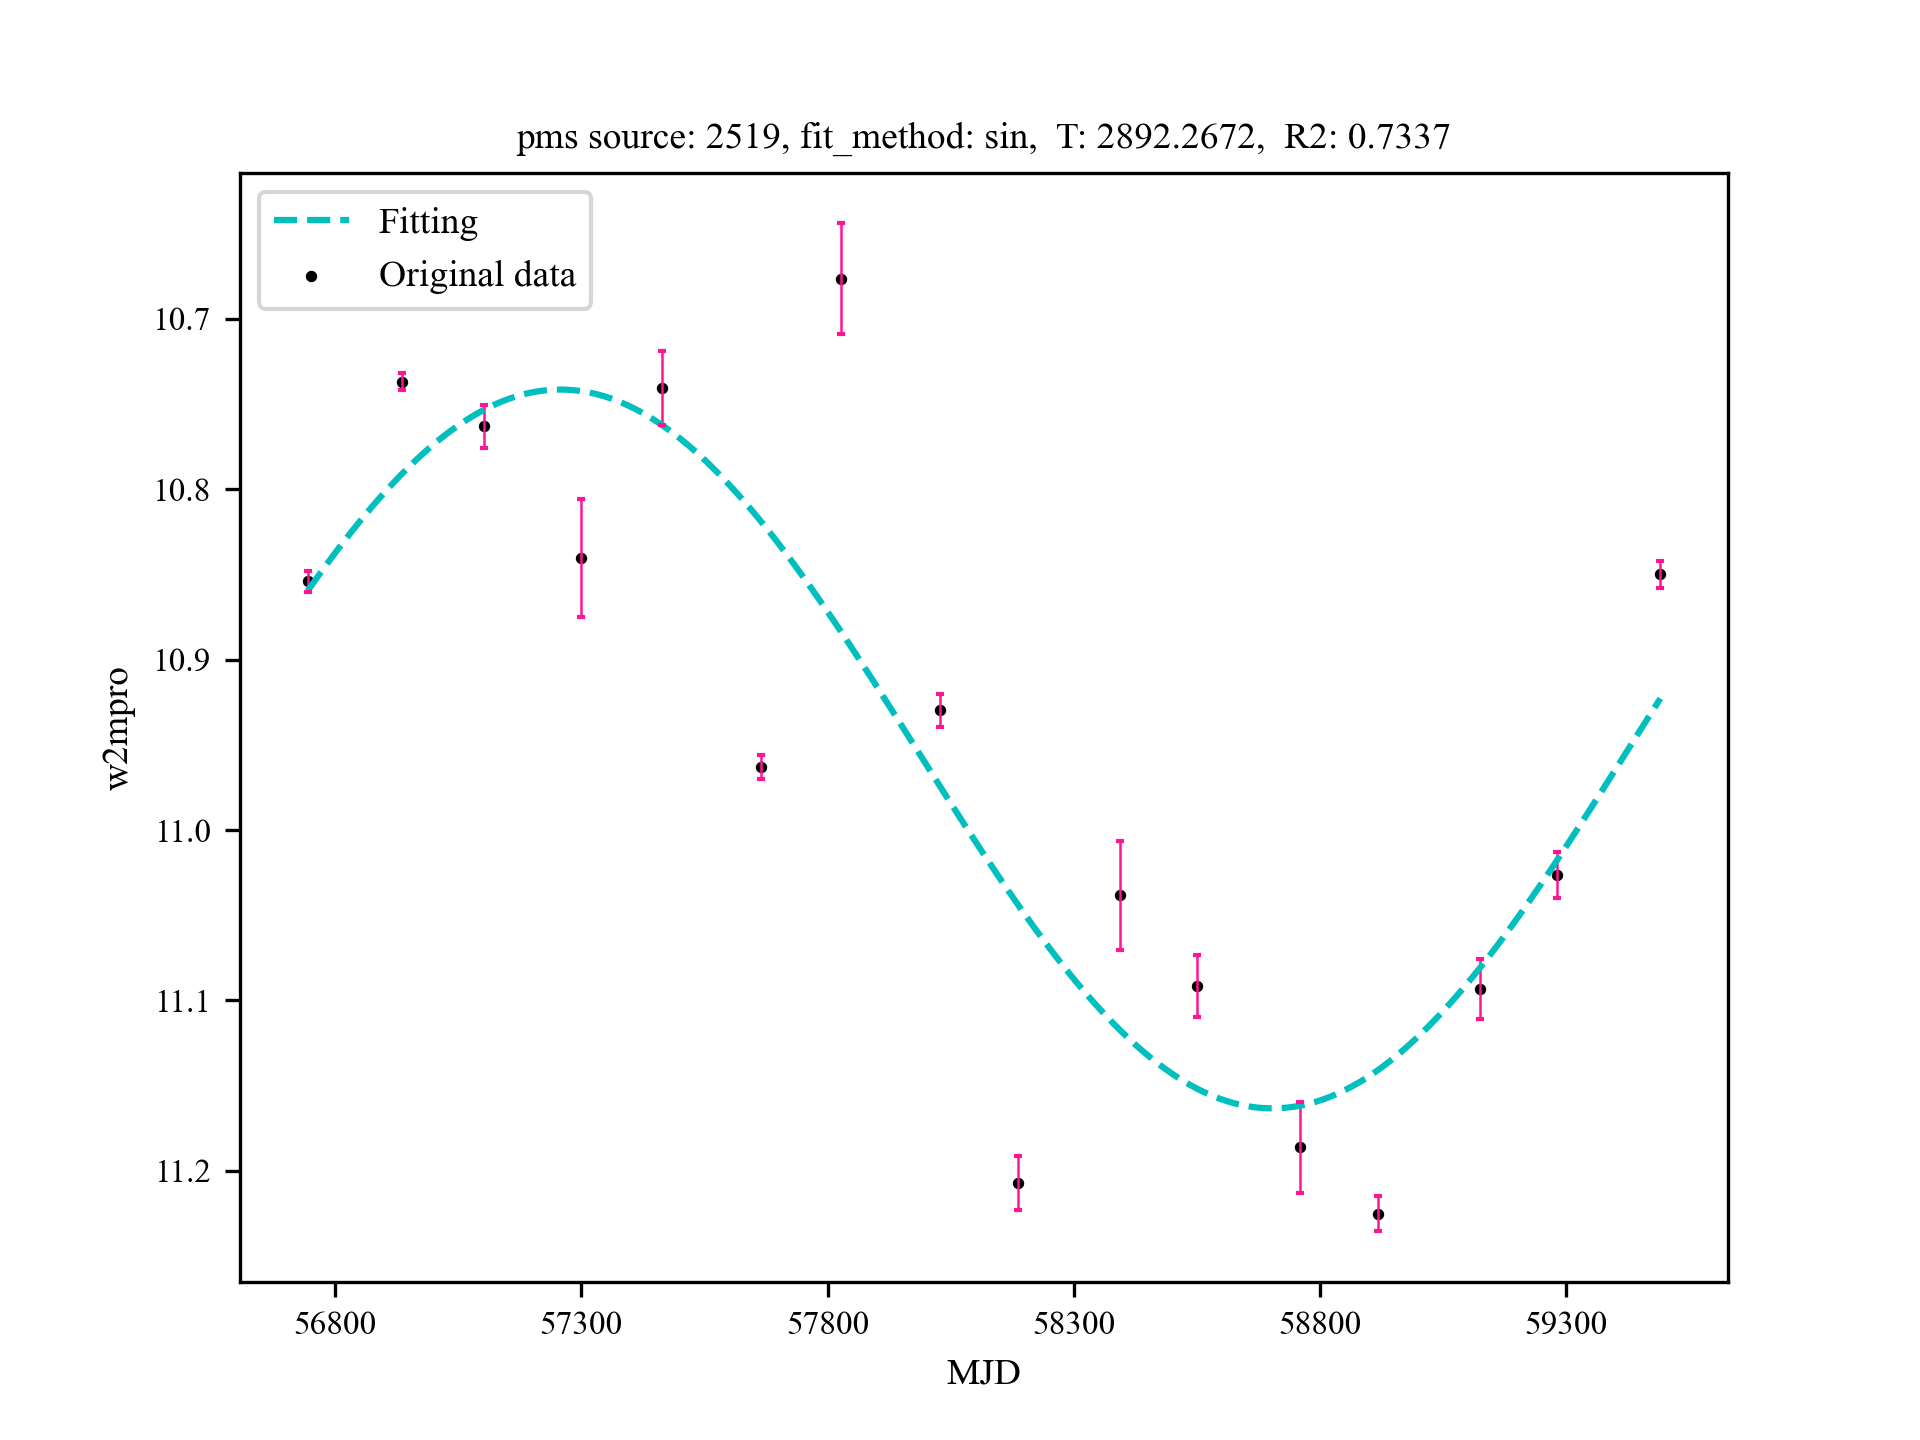 pms source: 2519, fit_method: sin,  T: 2892.2672,  R2: 0.7337
Fitting
Original data
10.7
10.8
10.9
11.0
11.1
11.2
w2mpro
56800 57300 57800 58300 58800 59300
MJD